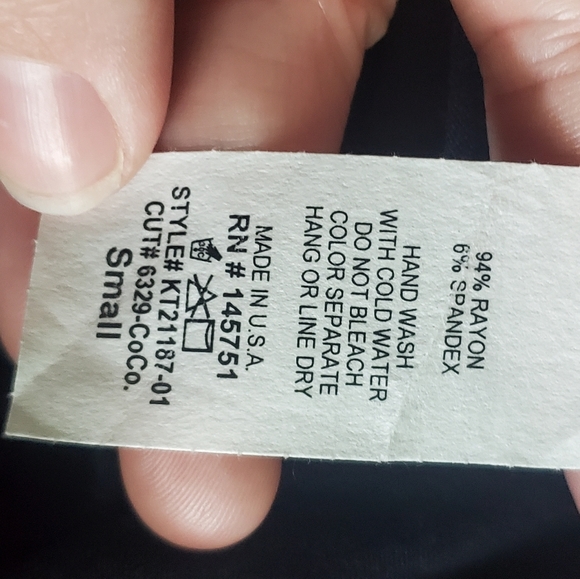 94% RAYON
6% SPANDEX
HAND WASH
WITH COLD WATER
DO NOT BLEACH
COLOR SEPARATE
HANG OR LINE DRY
MADE IN U.S.A.
RN # 145751
STYLE# KT21187-01
CUT# 6329-CoCo.
Small